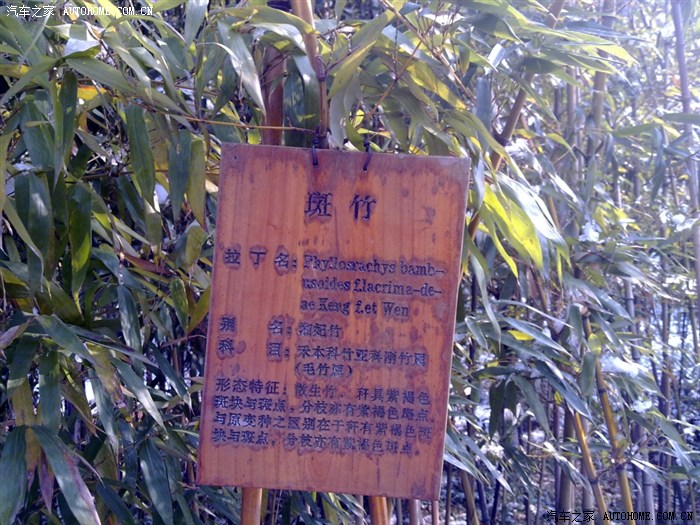 汽车之家 AUTOHOME.COM.CN
斑竹
拉丁名：Phyllosrachys bamb-
usoides f.lacrima-de-
ae Keng f.et Wen
别 名：湘妃竹
科 目：禾本科竹亚科刚竹属
（毛竹属）
形态特征：散生竹。秆具紫褐色
斑块与斑点，分枝亦有紫褐色斑点，
与原变种之区别在于秆有紫褐色斑
块与斑点，分枝亦有紫褐色斑点。
汽车之家 AUTOHOME.COM.CN